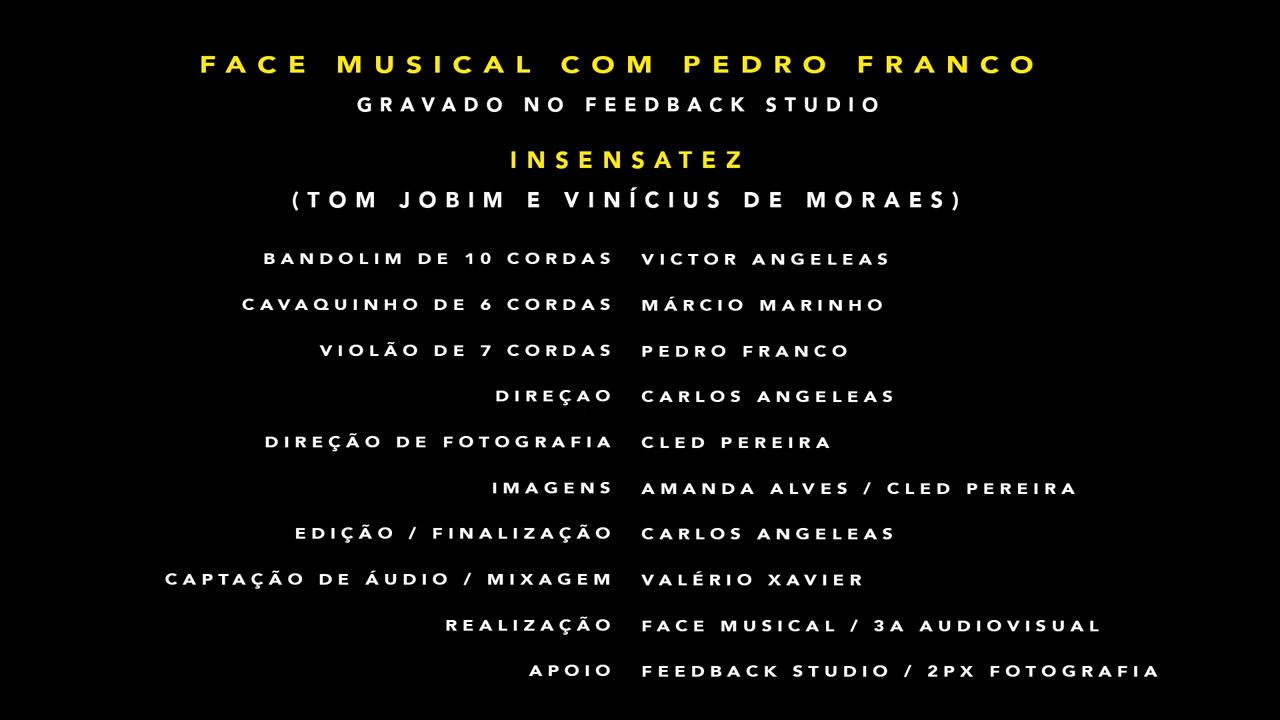 FACE MUSICAL COM PEDRO FRANCO
GRAVADO NO FEEDBACK STUDIO
INSENSATEZ
(TOM JOBIM E VINÍCIUS DE MORAES)
BANDOLIM DE 10 CORDAS VICTOR ANGELEAS
CAVAQUINHO DE 6 CORDAS MÁRCIO MARINHO
VIOLÃO DE 7 CORDAS PEDRO FRANCO
DIREÇAO CARLOS ANGELEAS
DIREÇÃO DE FOTOGRAFIA CLED PEREIRA
IMAGENS AMANDA ALVES / CLED PEREIRA
EDIÇÃO / FINALIZAÇÃO CARLOS ANGELEAS
CAPTAÇÃO DE ÁUDIO / MIXAGEM VALÉRIO XAVIER
REALIZAÇÃO FACE MUSICAL / 3A AUDIOVISUAL
APOIO FEEDBACK STUDIO / 2PX FOTOGRAFIA